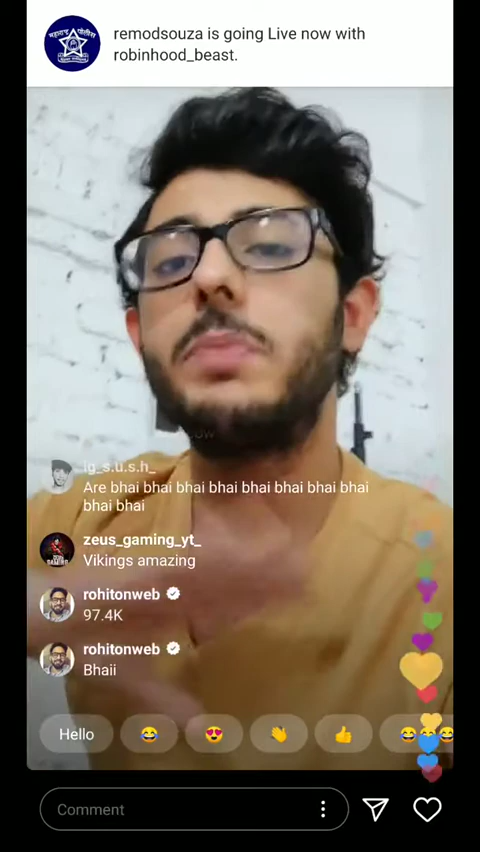 महाराष्ट्र पोलीस
remodsouza is going Live now with
robinhood_beast.
ig_s.u.s.h_
Are bhai bhai bhai bhai bhai bhai bhai bhai
bhai bhai
zeus_gaming_yt_
Vikings amazing
rohitonweb
97.4K
rohitonweb
Bhaii
Hello
Comment